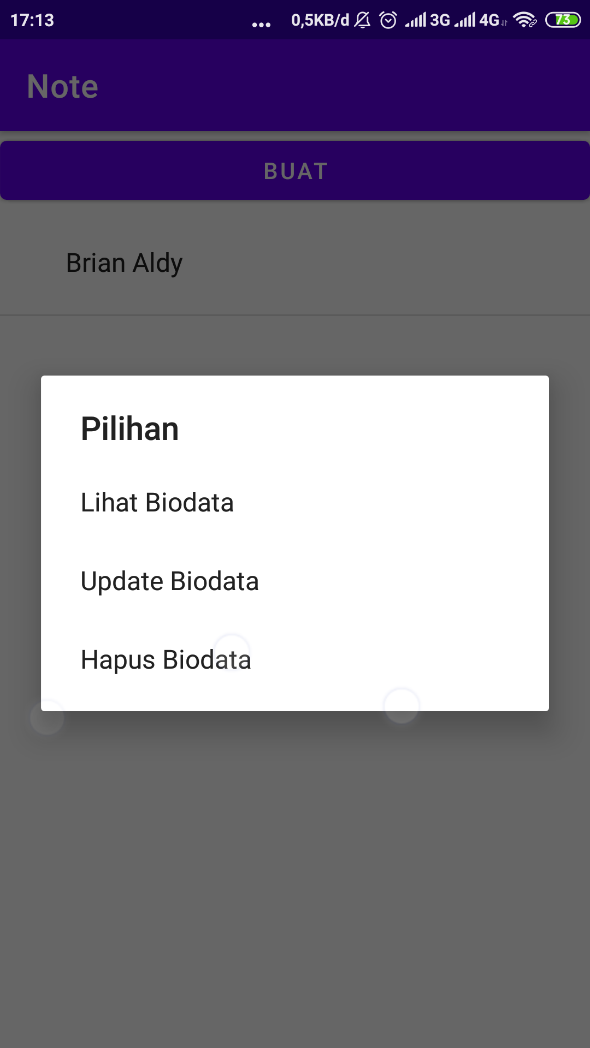 17:13 ... 0,5KB/d 3G 4G 73
Note
BUAT
Brian Aldy
Pilihan
Lihat Biodata
Update Biodata
Hapus Biodata